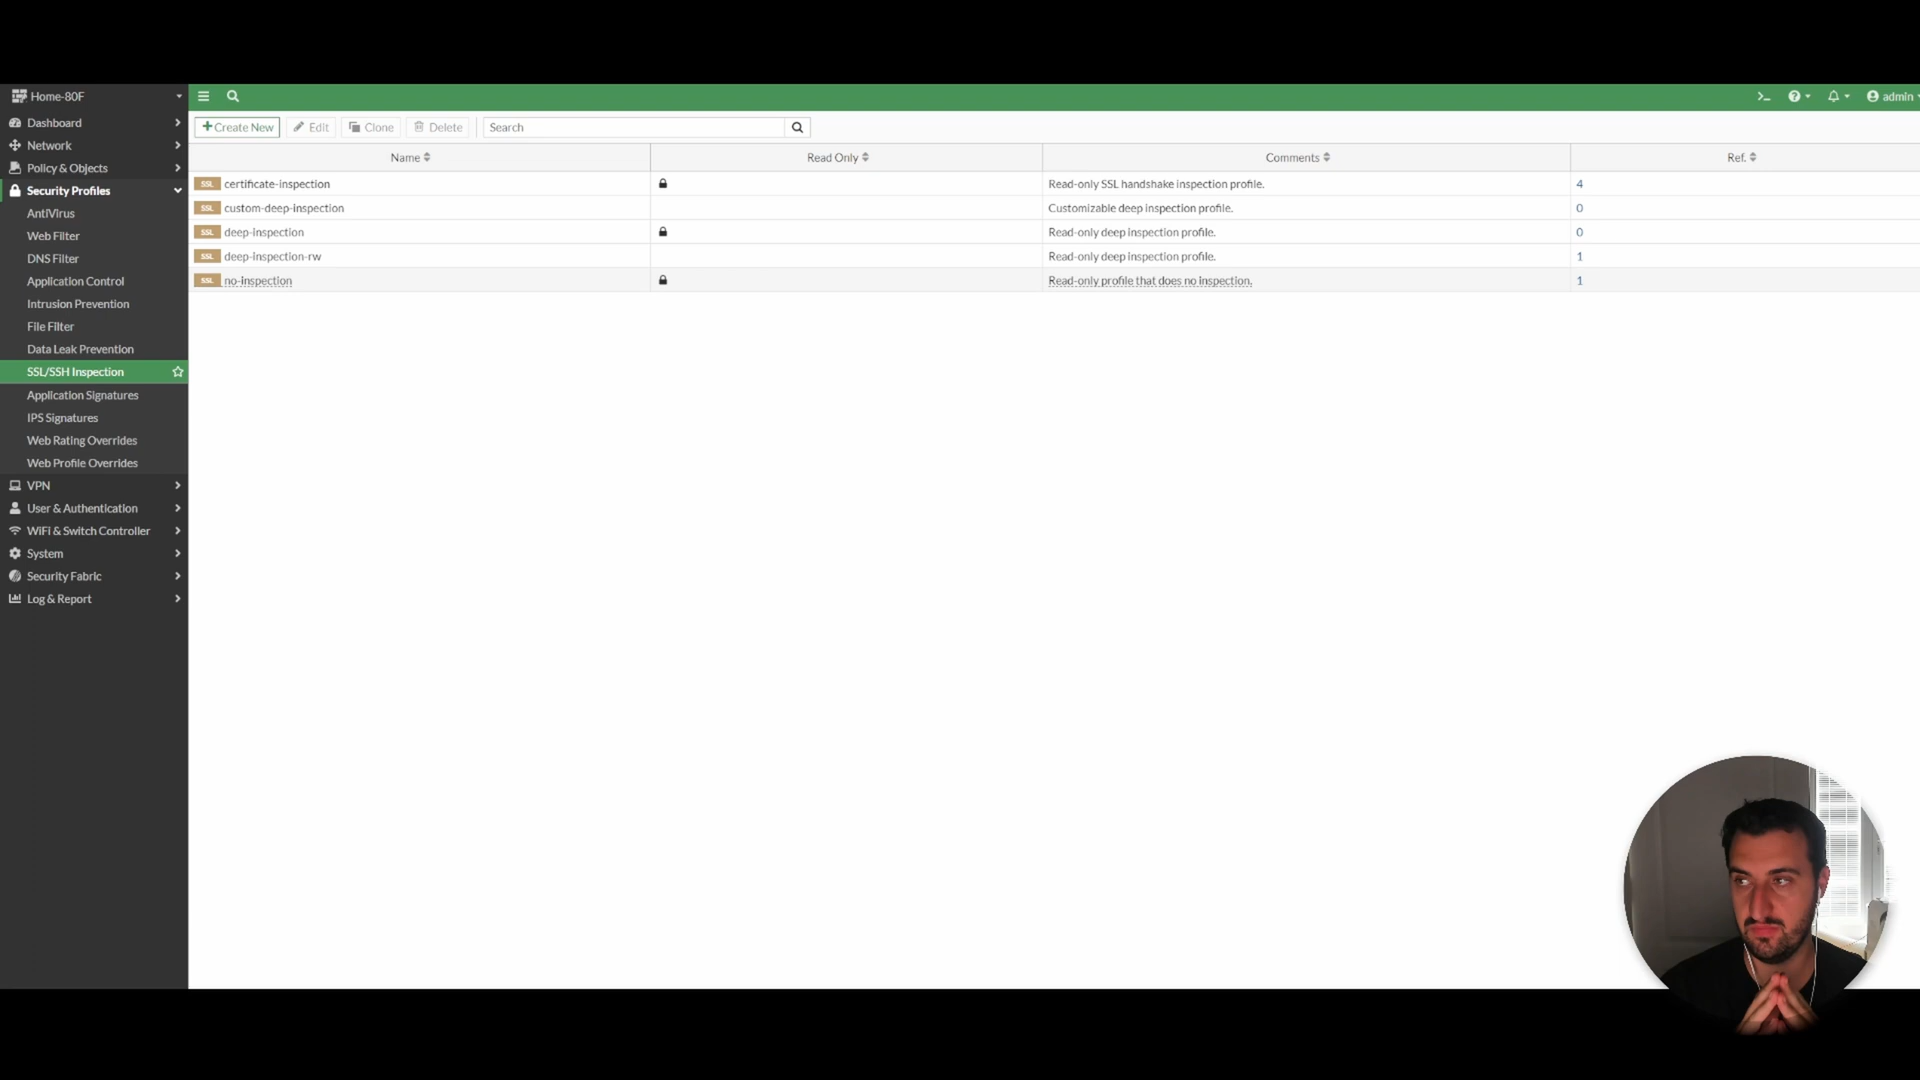 Home-80F
>_
admin
Dashboard
Network
Policy & Objects
Security Profiles
AntiVirus
Web Filter
DNS Filter
Application Control
Intrusion Prevention
File Filter
Data Leak Prevention
SSL/SSH Inspection
Application Signatures
IPS Signatures
Web Rating Overrides
Web Profile Overrides
VPN
User & Authentication
WiFi & Switch Controller
System
Security Fabric
Log & Report
+Create New Edit Clone Delete Search
Name Read Only Comments Ref.
SSL certificate-inspection Read-only SSL handshake inspection profile. 4
SSL custom-deep-inspection Customizable deep inspection profile. 0
SSL deep-inspection Read-only deep inspection profile. 0
SSL deep-inspection-rw Read-only deep inspection profile. 1
SSL no-inspection Read-only profile that does no inspection. 1